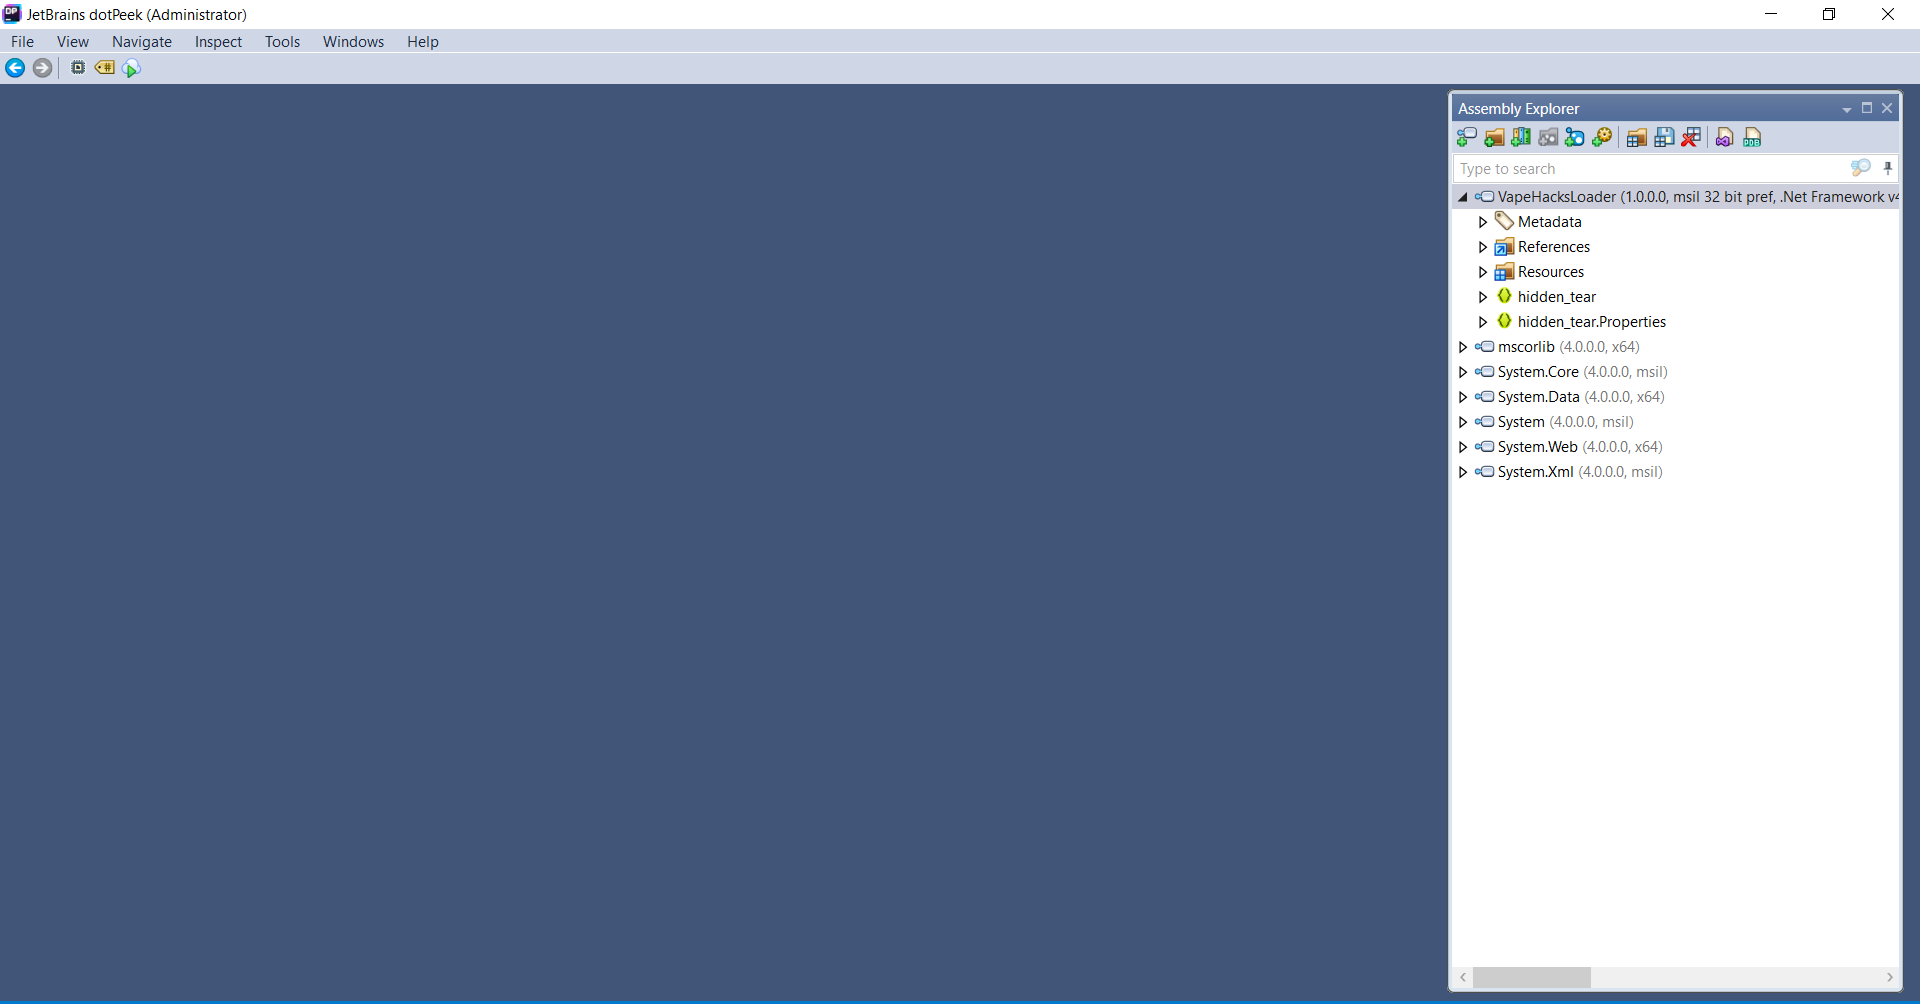 DP JetBrains dotPeek (Administrator)
File View Navigate Inspect Tools Windows Help
Assembly Explorer
Type to search
VapeHacksLoader (1.0.0.0, msil 32 bit pref, .Net Framework v4
Metadata
References
Resources
hidden_tear
hidden_tear.Properties
mscorlib (4.0.0.0, x64)
System.Core (4.0.0.0, msil)
System.Data (4.0.0.0, x64)
System (4.0.0.0, msil)
System.Web (4.0.0.0, x64)
System.Xml (4.0.0.0, msil)